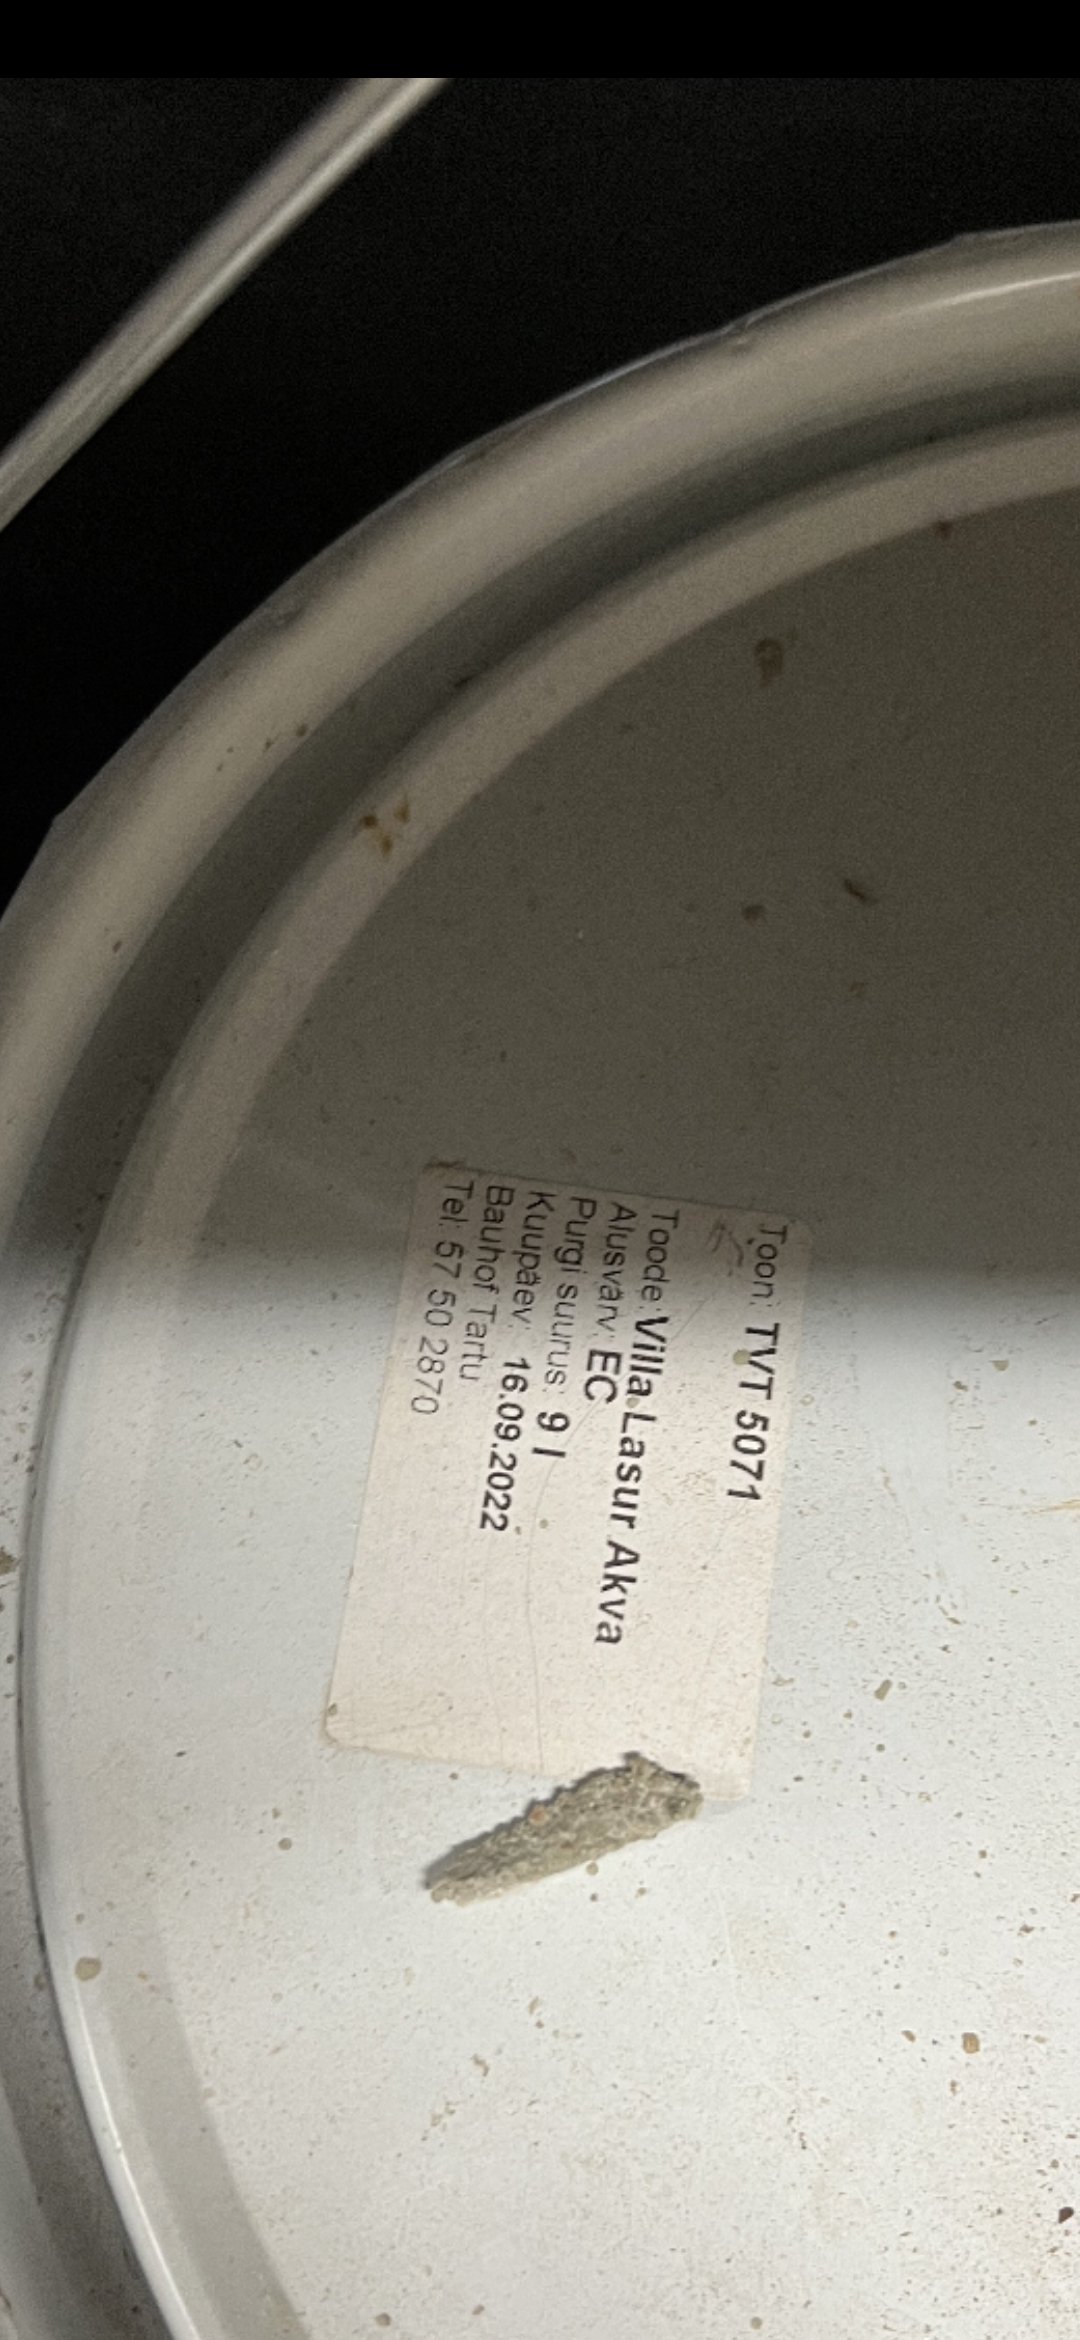 Toon: TVT 5071
Toode: Villa Lasur Akva
Alusvärv: EC
Purgi suurus: 9 l
Kuupäev: 16.09.2022
Bauhof Tartu
Tel: 57 50 2870